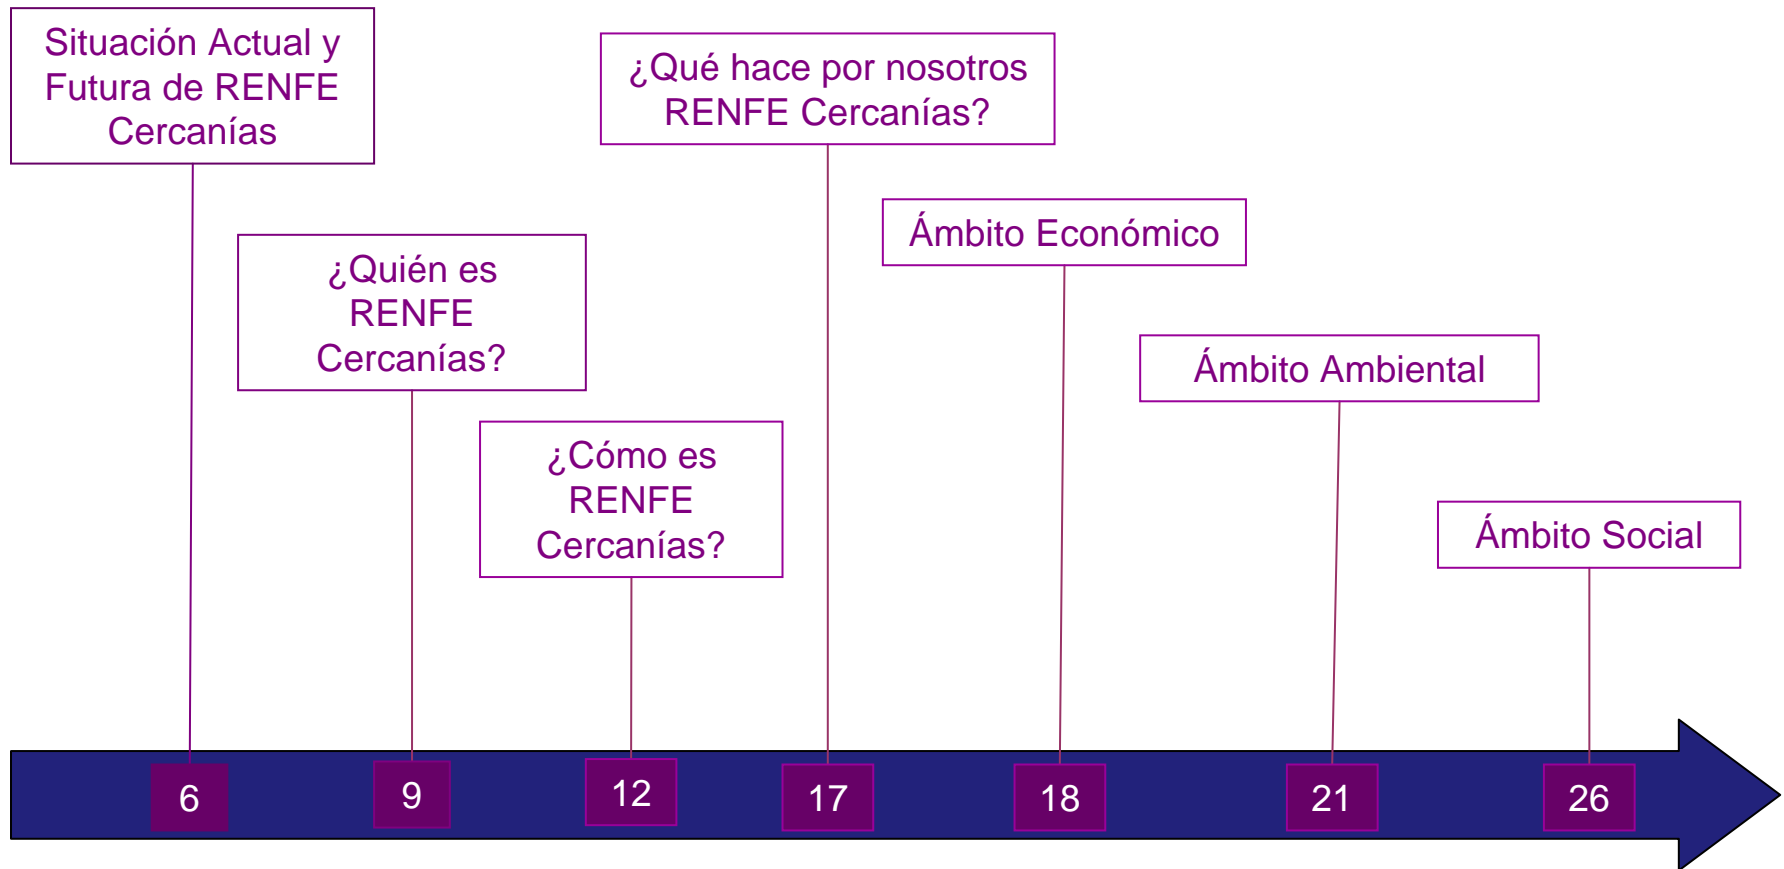 Situación Actual y
Futura de RENFE
Cercanías
¿Quién es
RENFE
Cercanías?
¿Cómo es
RENFE
Cercanías?
¿Qué hace por nosotros
RENFE Cercanías?
Ámbito Económico
Ámbito Ambiental
Ámbito Social
6
9
12
17
18
21
26